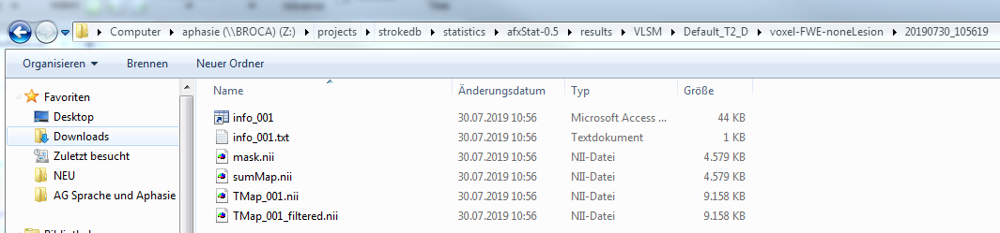 Computer ▸ aphasie (\\BROCA) (Z:) ▸ projects ▸ strokedb ▸ statistics ▸ afxStat-0.5 ▸ results ▸ VLSM ▸ Default_T2_D ▸ voxel-FWE-noneLesion ▸ 20190730_105619
Organisieren Brennen Neuer Ordner
Favoriten
Desktop
Downloads
Zuletzt besucht
NEU
AG Sprache und Aphasie
Name Änderungsdatum Typ Größe
info_001 30.07.2019 10:56 Microsoft Access ... 44 KB
info_001.txt 30.07.2019 10:56 Textdokument 1 KB
mask.nii 30.07.2019 10:56 NII-Datei 4.579 KB
sumMap.nii 30.07.2019 10:56 NII-Datei 4.579 KB
TMap_001.nii 30.07.2019 10:56 NII-Datei 9.158 KB
TMap_001_filtered.nii 30.07.2019 10:56 NII-Datei 9.158 KB